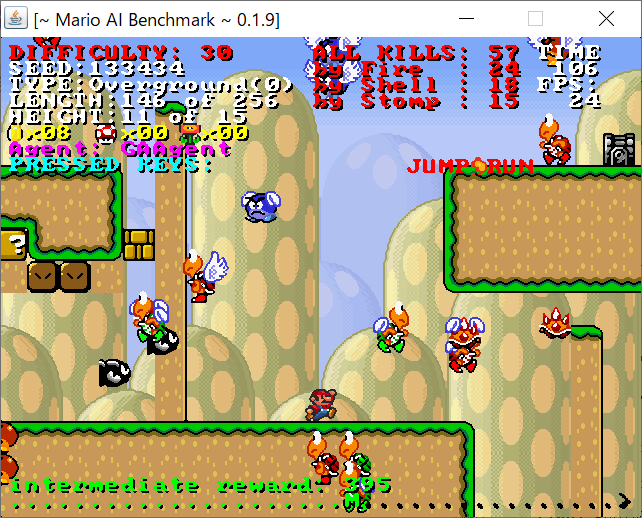 [~ Mario AI Benchmark ~ 0.1.9]
DIFFICULTY: 30
SEED:133434
TYPE:Overground(0)
LENGTH:148 of 256
HEIGHT:11 of 15
x08 x00 x00
Agent: GAAgent
PRESSED KEYS: JUMP RUN
ALL KILLS: 57
by Fire : 24
by Shell : 18
by Stomp : 15
TIME
106
FPS:
24
?
intermediate reward: 395